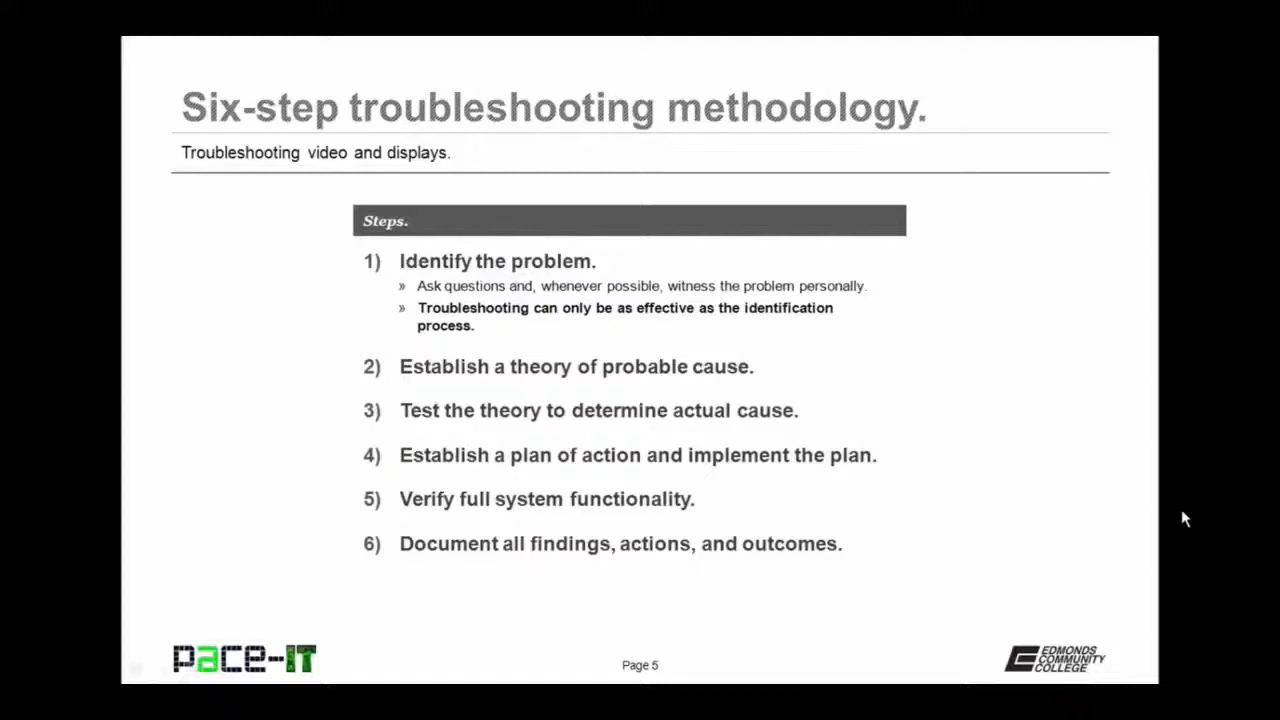 Six-step troubleshooting methodology.
Troubleshooting video and displays.
Steps.
1) Identify the problem.
» Ask questions and, whenever possible, witness the problem personally.
» Troubleshooting can only be as effective as the identification
process.
2) Establish a theory of probable cause.
3) Test the theory to determine actual cause.
4) Establish a plan of action and implement the plan.
5) Verify full system functionality.
6) Document all findings, actions, and outcomes.
pace-IT
Page 5
EDMONDS
COMMUNITY
COLLEGE